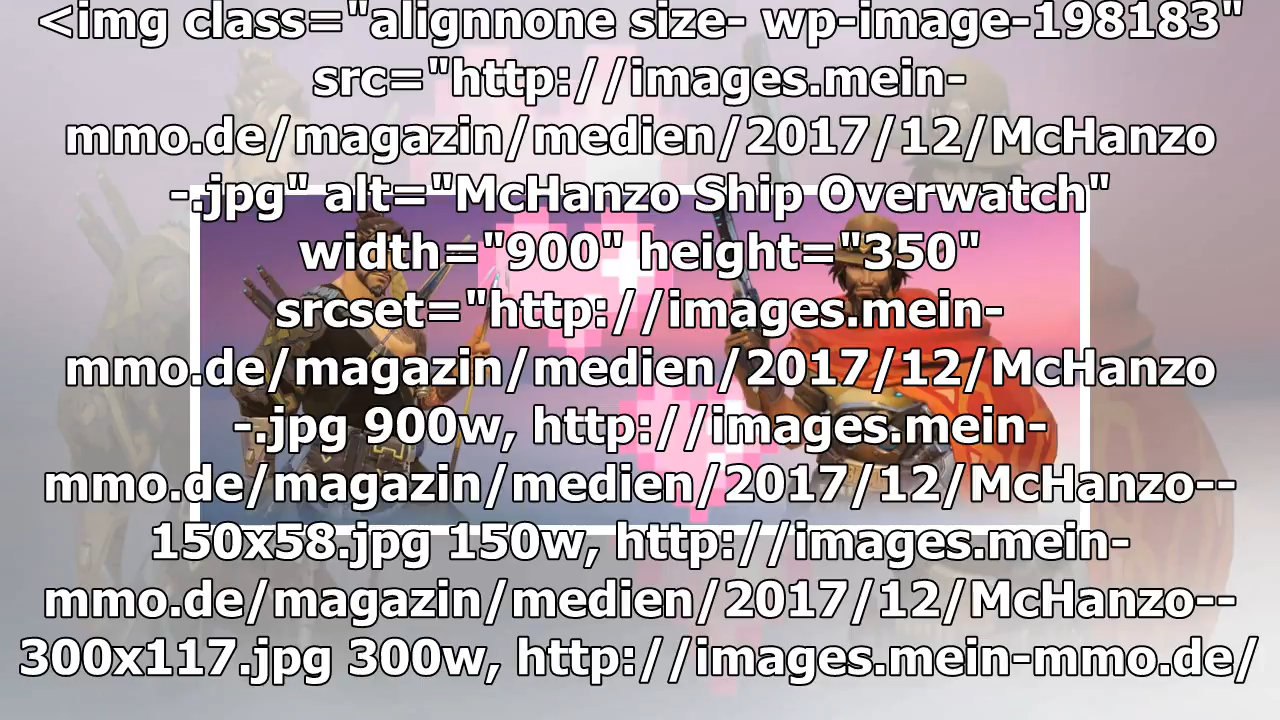 <img class="alignnone size- wp-image-198183"
src="http://images.mein-
mmo.de/magazin/medien/2017/12/McHanzo
-.jpg" alt="McHanzo Ship Overwatch"
width="900" height="350"
srcset="http://images.mein-
mmo.de/magazin/medien/2017/12/McHanzo
-.jpg 900w, http://images.mein-
mmo.de/magazin/medien/2017/12/McHanzo--
150x58.jpg 150w, http://images.mein-
mmo.de/magazin/medien/2017/12/McHanzo--
300x117.jpg 300w, http://images.mein-mmo.de/